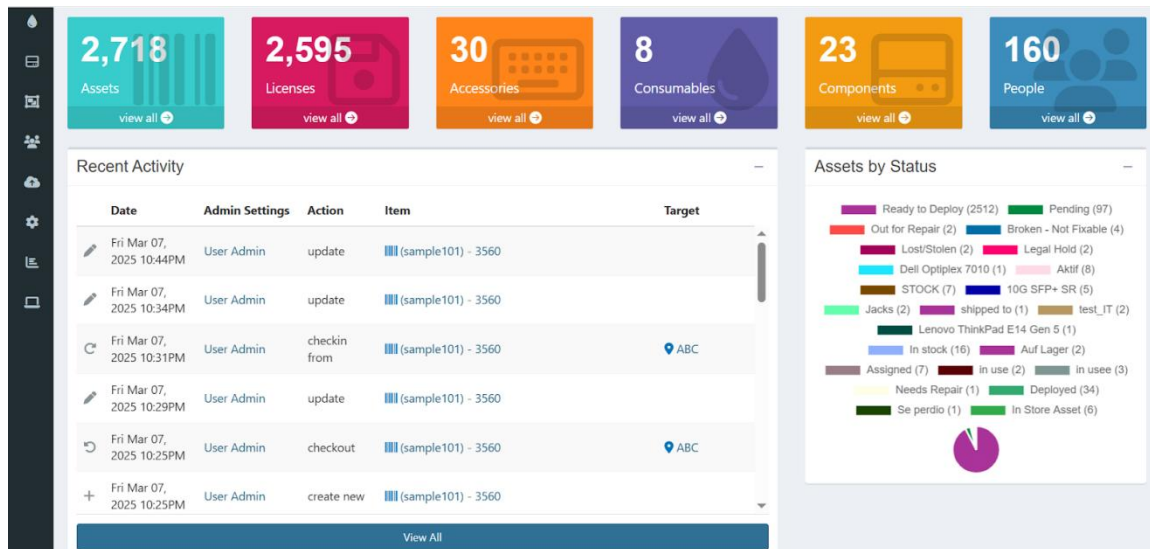 2,718
Assets
view all
2,595
Licenses
view all
30
Accessories
view all
8
Consumables
view all
23
Components
view all
160
People
view all
Recent Activity
Date Admin Settings Action Item Target
Fri Mar 07,
2025 10:44PM User Admin update (sample101) - 3560
Fri Mar 07,
2025 10:34PM User Admin update (sample101) - 3560
Fri Mar 07,
2025 10:31PM User Admin checkin
from (sample101) - 3560 ABC
Fri Mar 07,
2025 10:29PM User Admin update (sample101) - 3560
Fri Mar 07,
2025 10:25PM User Admin checkout (sample101) - 3560 ABC
Fri Mar 07,
2025 10:25PM User Admin create new (sample101) - 3560
View All
Assets by Status
Ready to Deploy (2512) Pending (97)
Out for Repair (2) Broken - Not Fixable (4)
Lost/Stolen (2) Legal Hold (2)
Dell Optiplex 7010 (1) Aktif (8)
STOCK (7) 10G SFP+ SR (5)
Jacks (2) shipped to (1) test_IT (2)
Lenovo ThinkPad E14 Gen 5 (1)
In stock (16) Auf Lager (2)
Assigned (7) in use (2) in usee (3)
Needs Repair (1) Deployed (34)
Se perdio (1) In Store Asset (6)